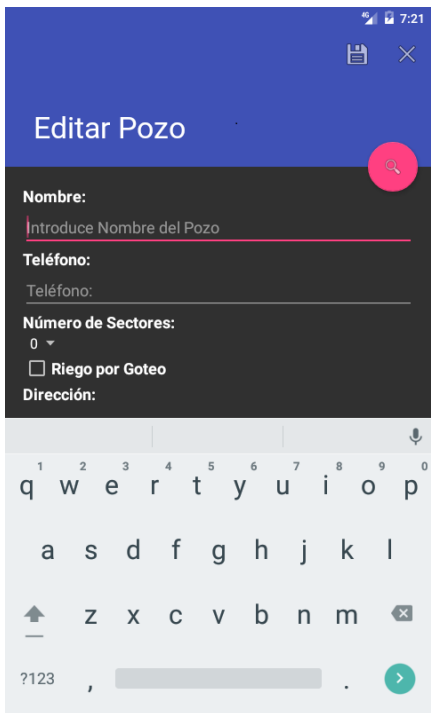 4G 7:21
Editar Pozo
Nombre:
Introduce Nombre del Pozo
Teléfono:
Teléfono:
Número de Sectores:
0
Riego por Goteo
Dirección:
1 2 3 4 5 6 7 8 9 0
q w e r t y u i o p
a s d f g h j k l
z x c v b n m
?123 , .